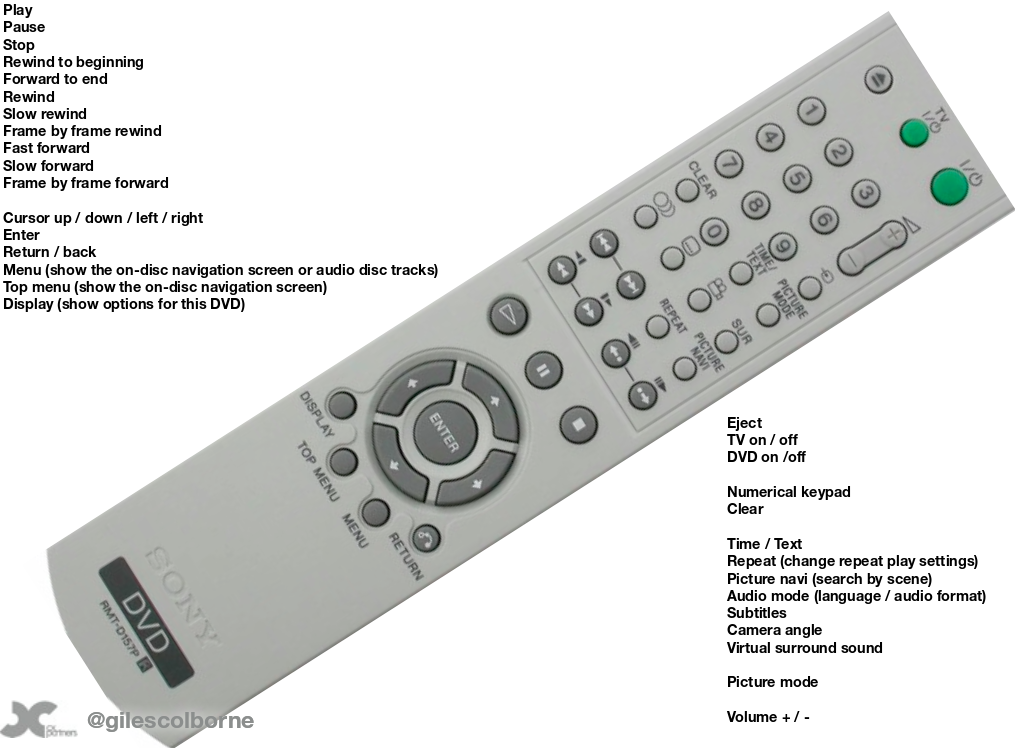 Play
Pause
Stop
Rewind to beginning
Forward to end
Rewind
Slow rewind
Frame by frame rewind
Fast forward
Slow forward
Frame by frame forward
Cursor up / down / left / right
Enter
Return / back
Menu (show the on-disc navigation screen or audio disc tracks)
Top menu (show the on-disc navigation screen)
Display (show options for this DVD)
TV
1
2
3
4
5
6
7
8
9
0
CLEAR
TIME/
TEXT
PICTURE
MODE
REPEAT
SUR
PICTURE
NAVI
DISPLAY
TOP MENU
MENU
RETURN
ENTER
SONY
DVD
RMT-D157P
Eject
TV on / off
DVD on /off
Numerical keypad
Clear
Time / Text
Repeat (change repeat play settings)
Picture navi (search by scene)
Audio mode (language / audio format)
Subtitles
Camera angle
Virtual surround sound
Picture mode
Volume + / -
partners
@gilescolborne